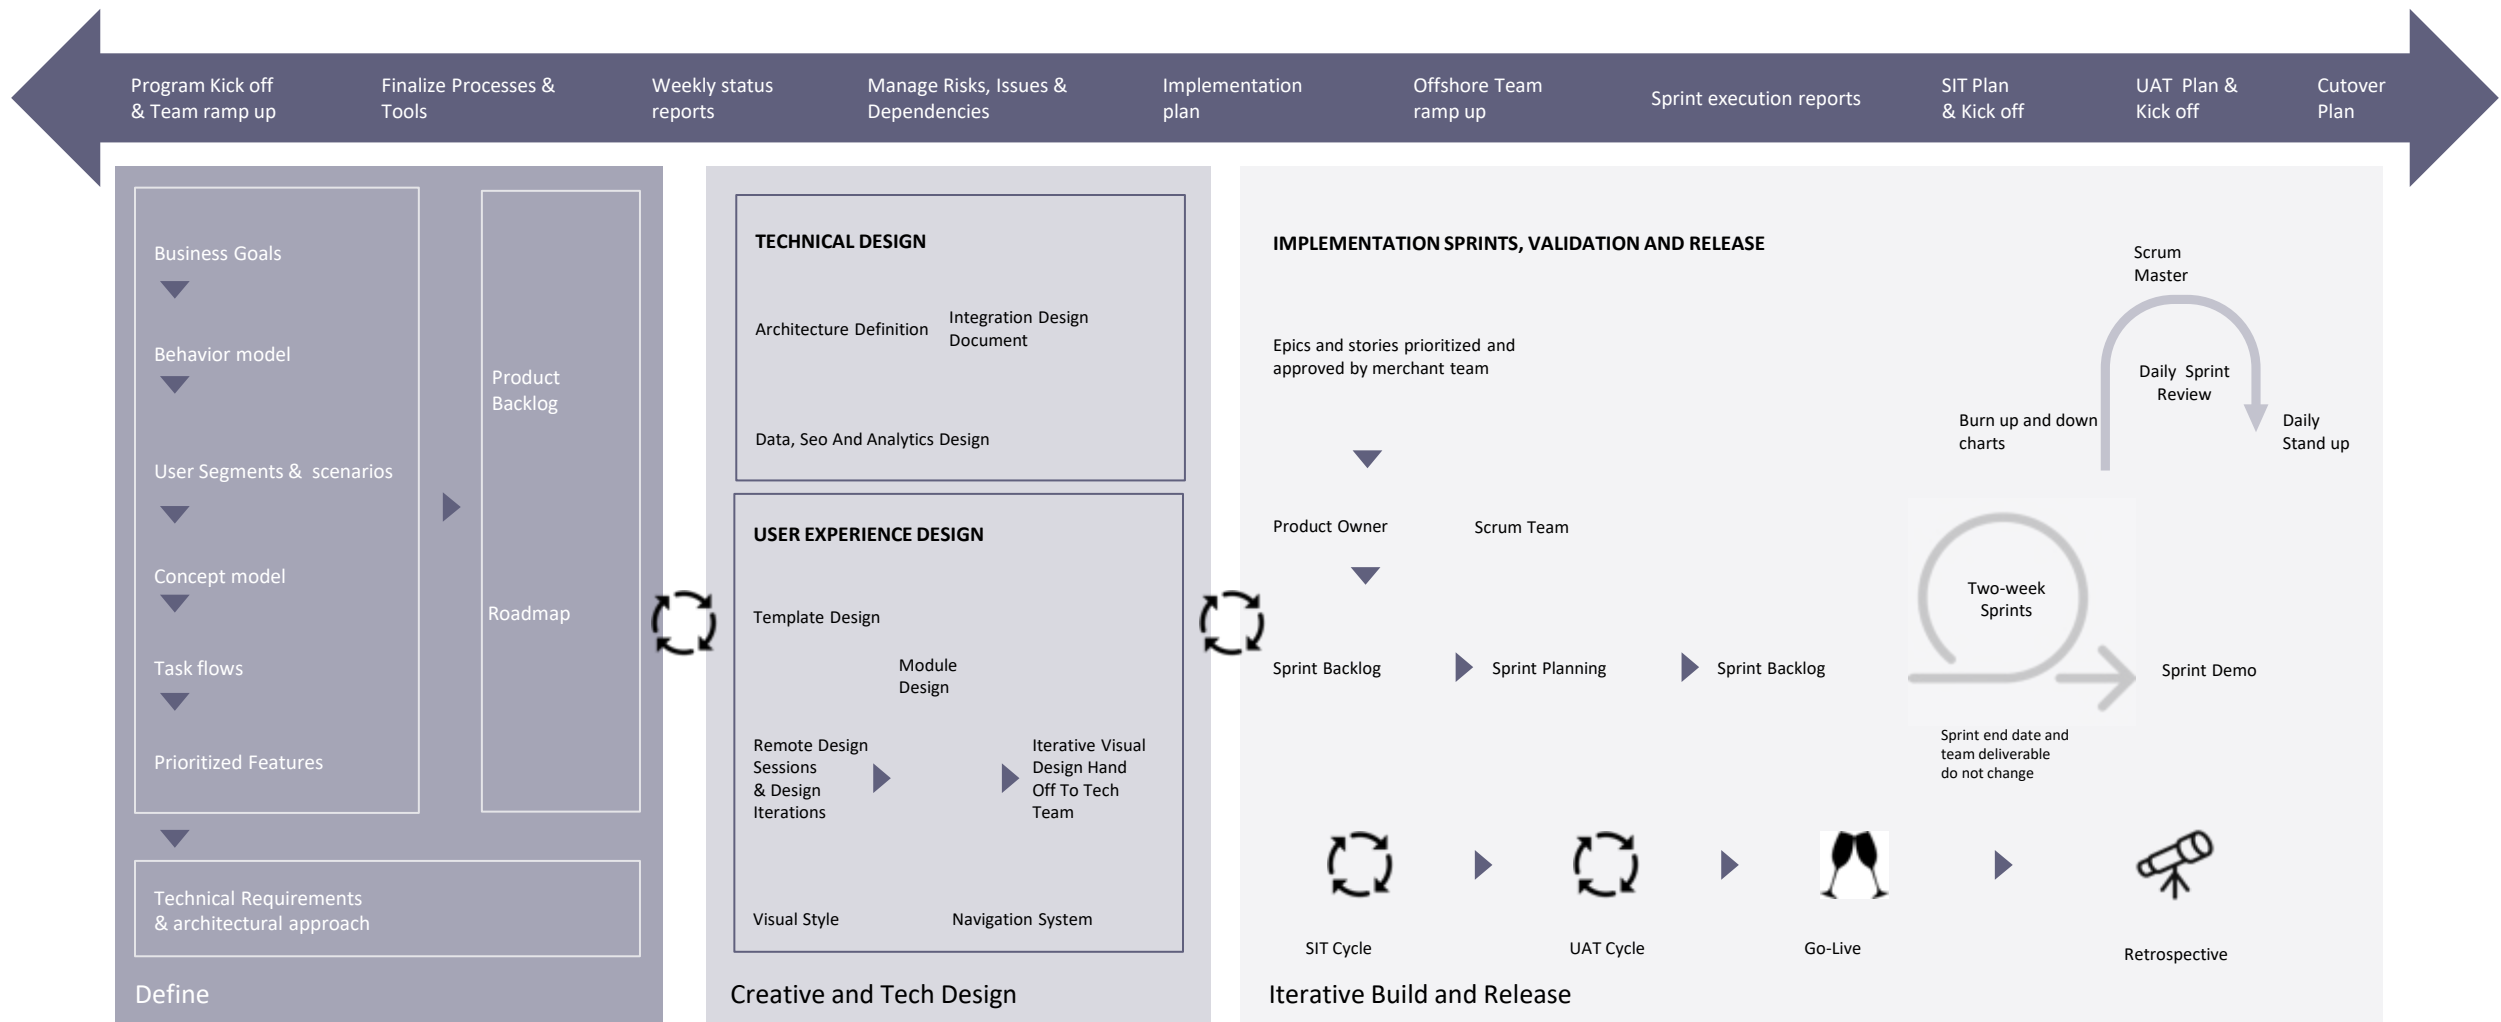 Program Kick off
& Team ramp up
Finalize Processes &
Tools
Weekly status
reports
Manage Risks, Issues &
Dependencies
Implementation
plan
Offshore Team
ramp up
Sprint execution reports
SIT Plan
& Kick off
UAT Plan &
Kick off
Cutover
Plan
Business Goals
Behavior model
User Segments & scenarios
Concept model
Task flows
Prioritized Features
Product
Backlog
Roadmap
Technical Requirements
& architectural approach
Define
TECHNICAL DESIGN
Architecture Definition
Integration Design
Document
Data, Seo And Analytics Design
USER EXPERIENCE DESIGN
Template Design
Module
Design
Remote Design
Sessions
& Design
Iterations
Iterative Visual
Design Hand
Off To Tech
Team
Visual Style
Navigation System
Creative and Tech Design
IMPLEMENTATION SPRINTS, VALIDATION AND RELEASE
Epics and stories prioritized and
approved by merchant team
Product Owner
Scrum Team
Sprint Backlog
Sprint Planning
Sprint Backlog
Scrum
Master
Daily Sprint
Review
Burn up and down
charts
Daily
Stand up
Two-week
Sprints
Sprint Demo
Sprint end date and
team deliverable
do not change
SIT Cycle
UAT Cycle
Go-Live
Retrospective
Iterative Build and Release